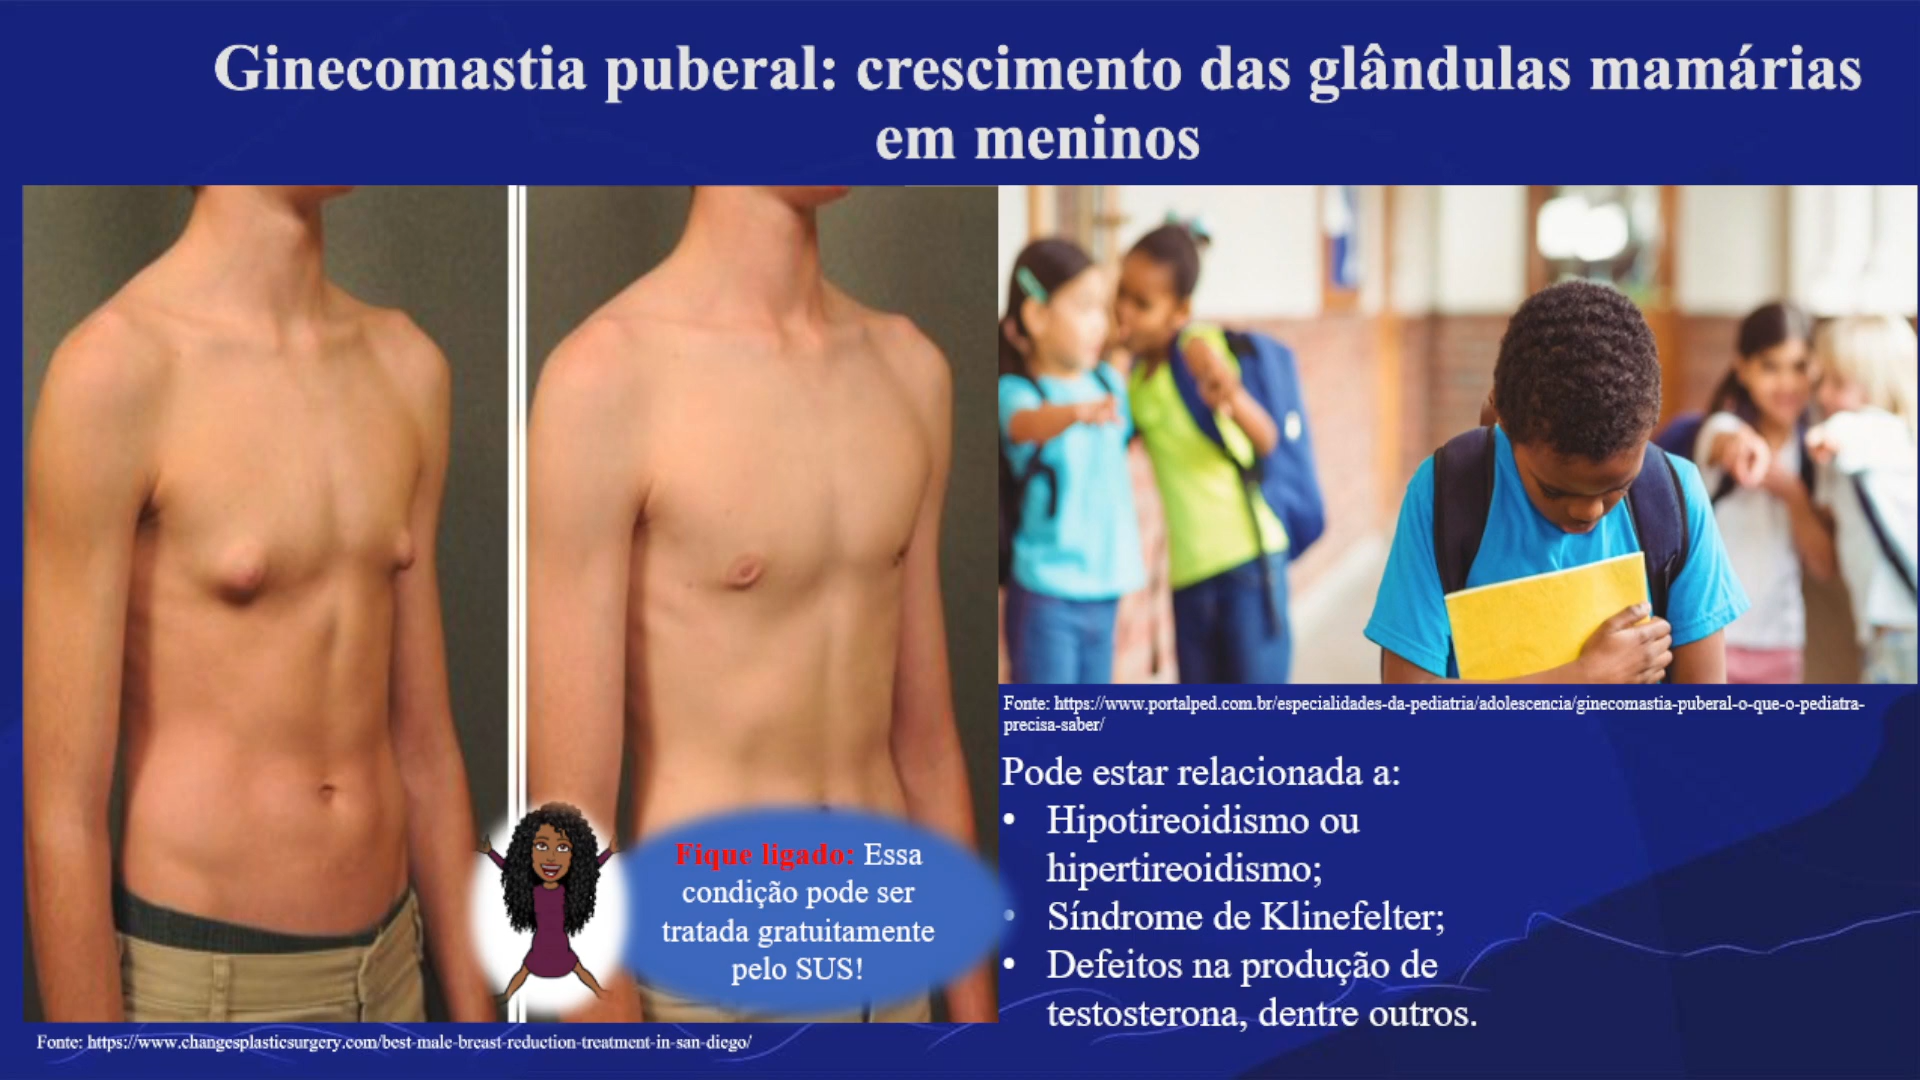 Ginecomastia puberal: crescimento das glândulas mamárias
em meninos
Fonte: https://www.portalped.com.br/especialidades-da-pediatria/adolescencia/ginecomastia-puberal-o-que-o-pediatra-
precisa-saber/
Pode estar relacionada a:
• Hipotireoidismo ou
hipertireoidismo;
• Síndrome de Klinefelter;
• Defeitos na produção de
testosterona, dentre outros.
Fique ligado: Essa
condição pode ser
tratada gratuitamente
pelo SUS!
Fonte: https://www.changesplasticsurgery.com/best-male-breast-reduction-treatment-in-san-diego/